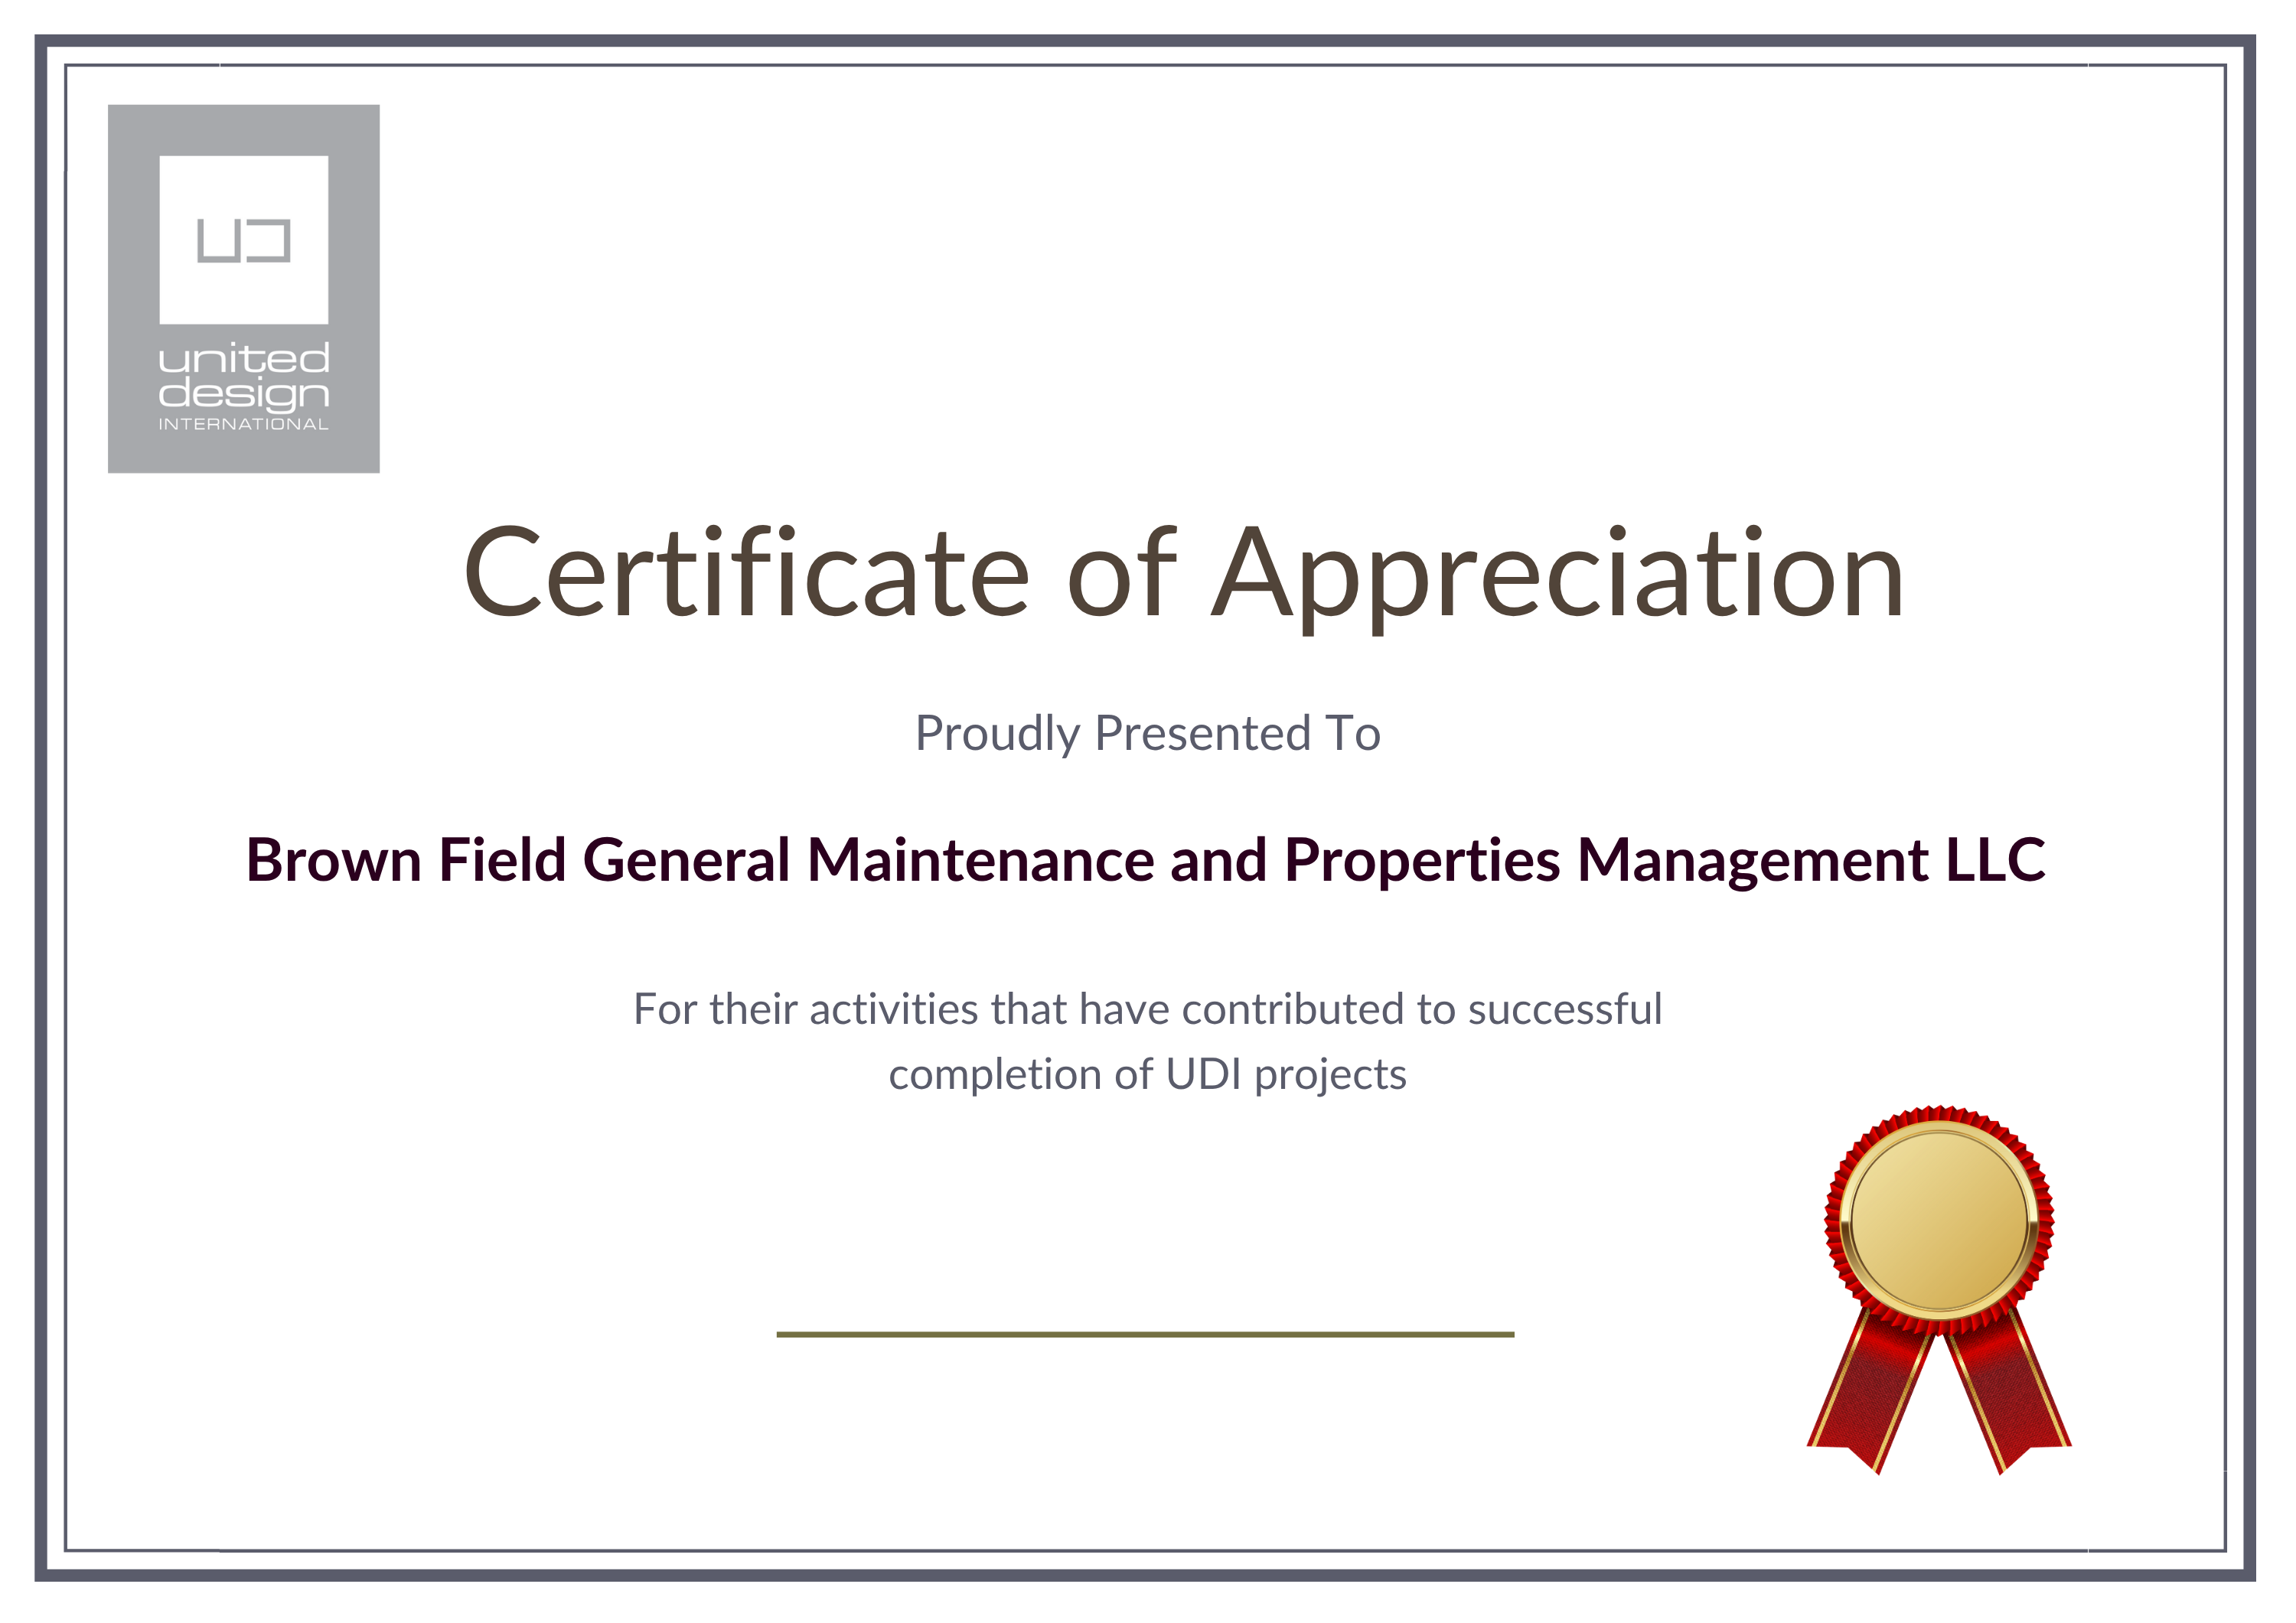 UD
united
design
INTERNATIONAL
Certificate of Appreciation
Proudly Presented To
Brown Field General Maintenance and Properties Management LLC
For their activities that have contributed to successful
completion of UDI projects